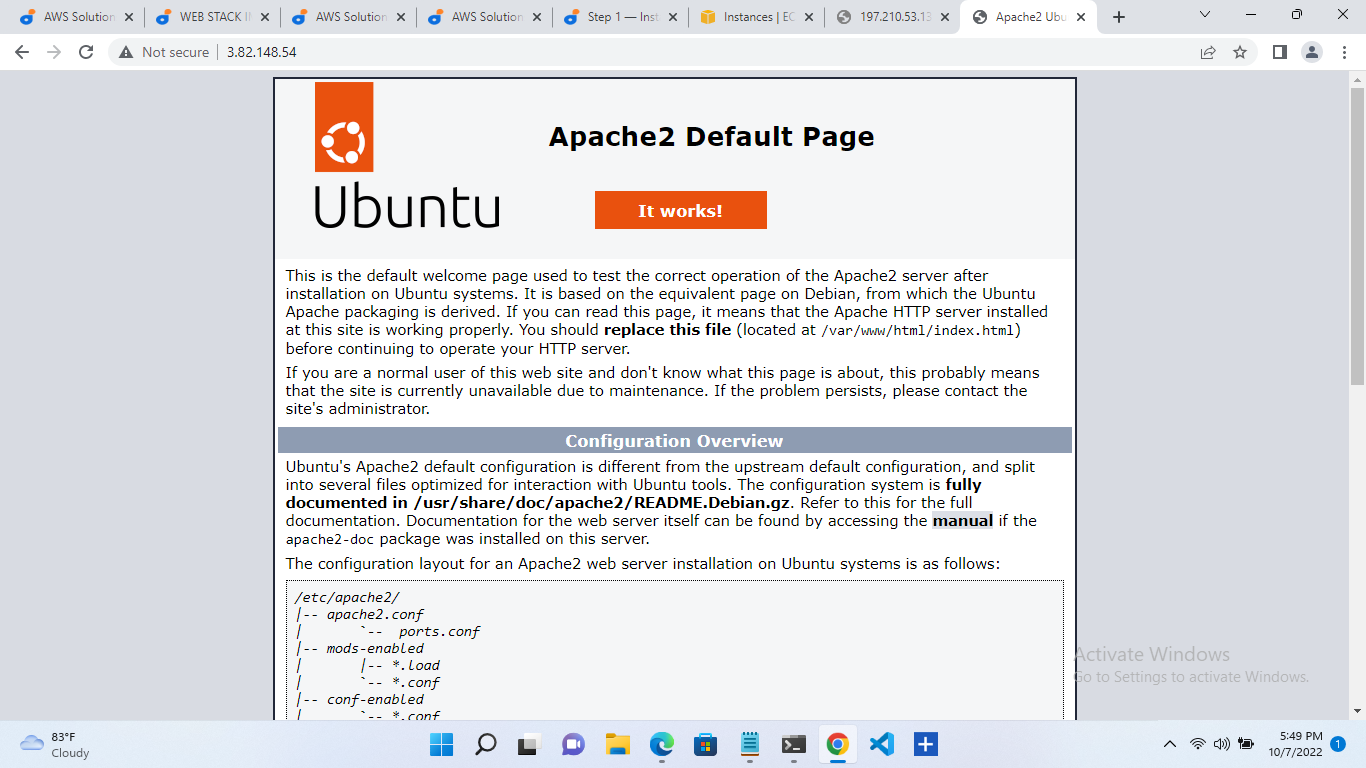 AWS Solution
WEB STACK I
AWS Solution
AWS Solution
Step 1 — Inst
Instances | EC
197.210.53.13
Apache2 Ubu
Not secure
3.82.148.54
Ubuntu
Apache2 Default Page
It works!
This is the default welcome page used to test the correct operation of the Apache2 server after
installation on Ubuntu systems. It is based on the equivalent page on Debian, from which the Ubuntu
Apache packaging is derived. If you can read this page, it means that the Apache HTTP server installed
at this site is working properly. You should replace this file (located at /var/www/html/index.html)
before continuing to operate your HTTP server.
If you are a normal user of this web site and don't know what this page is about, this probably means
that the site is currently unavailable due to maintenance. If the problem persists, please contact the
site's administrator.
Configuration Overview
Ubuntu's Apache2 default configuration is different from the upstream default configuration, and split
into several files optimized for interaction with Ubuntu tools. The configuration system is fully
documented in /usr/share/doc/apache2/README.Debian.gz. Refer to this for the full
documentation. Documentation for the web server itself can be found by accessing the manual if the
apache2-doc package was installed on this server.
The configuration layout for an Apache2 web server installation on Ubuntu systems is as follows:
/etc/apache2/
|-- apache2.conf
|       `--  ports.conf
|-- mods-enabled
|       |-- *.load
|       `-- *.conf
|-- conf-enabled
|       `-- *.conf
Activate Windows
Go to Settings to activate Windows.
83°F
Cloudy
5:49 PM
10/7/2022
1